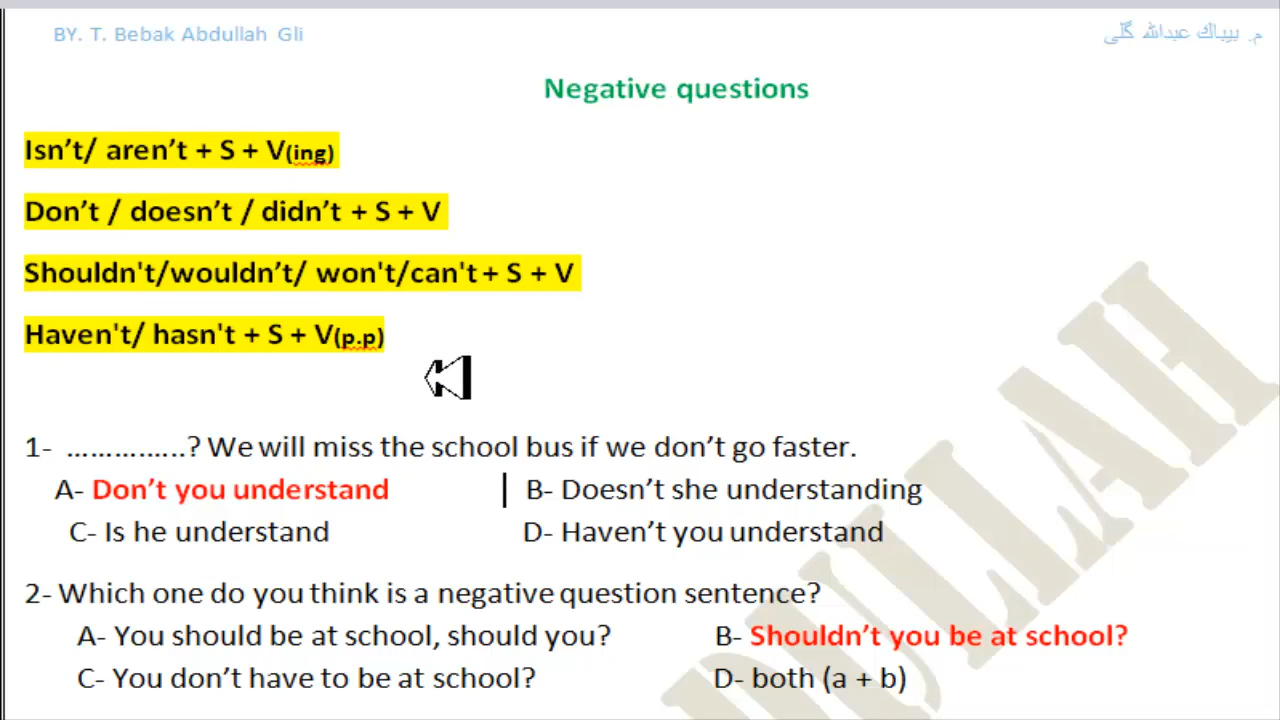 BY. T. Bebak Abdullah Gli
م. بيباك عبدالله گلّى
Negative questions
Isn’t/ aren’t + S + V(ing)
Don’t / doesn’t / didn’t + S + V
Shouldn't/wouldn’t/ won't/can't + S + V
Haven't/ hasn't + S + V(p.p)
1- ...............? We will miss the school bus if we don’t go faster.
A- Don’t you understand B- Doesn’t she understanding
C- Is he understand D- Haven’t you understand
2- Which one do you think is a negative question sentence?
A- You should be at school, should you? B- Shouldn’t you be at school?
C- You don’t have to be at school? D- both (a + b)